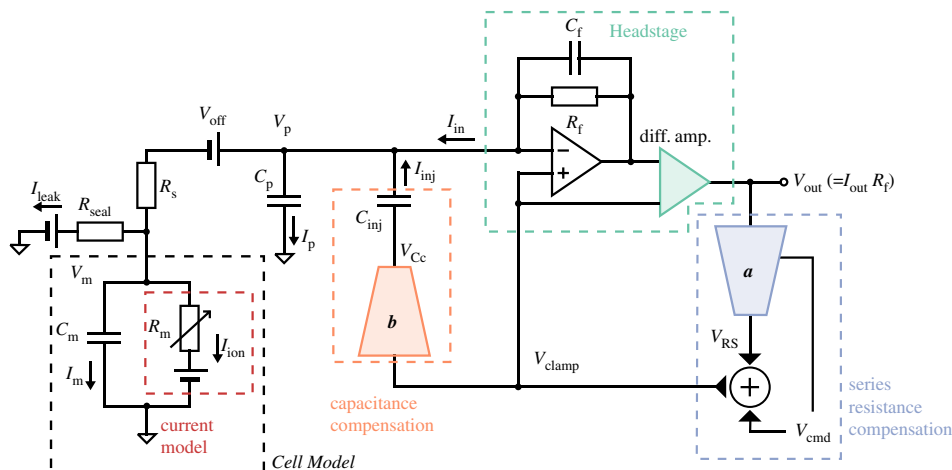 C_f
Headstage
V_off
V_p
I_in
R_f
diff. amp.
I_leak
R_seal
R_s
C_p
I_inj
C_inj
I_p
V_out (=I_out R_f)
V_m
V_Cc
a
C_m
R_m
I_ion
b
V_RS
I_m
V_clamp
+
−
+
current
model
capacitance
compensation
series
resistance
compensation
V_cmd
Cell Model